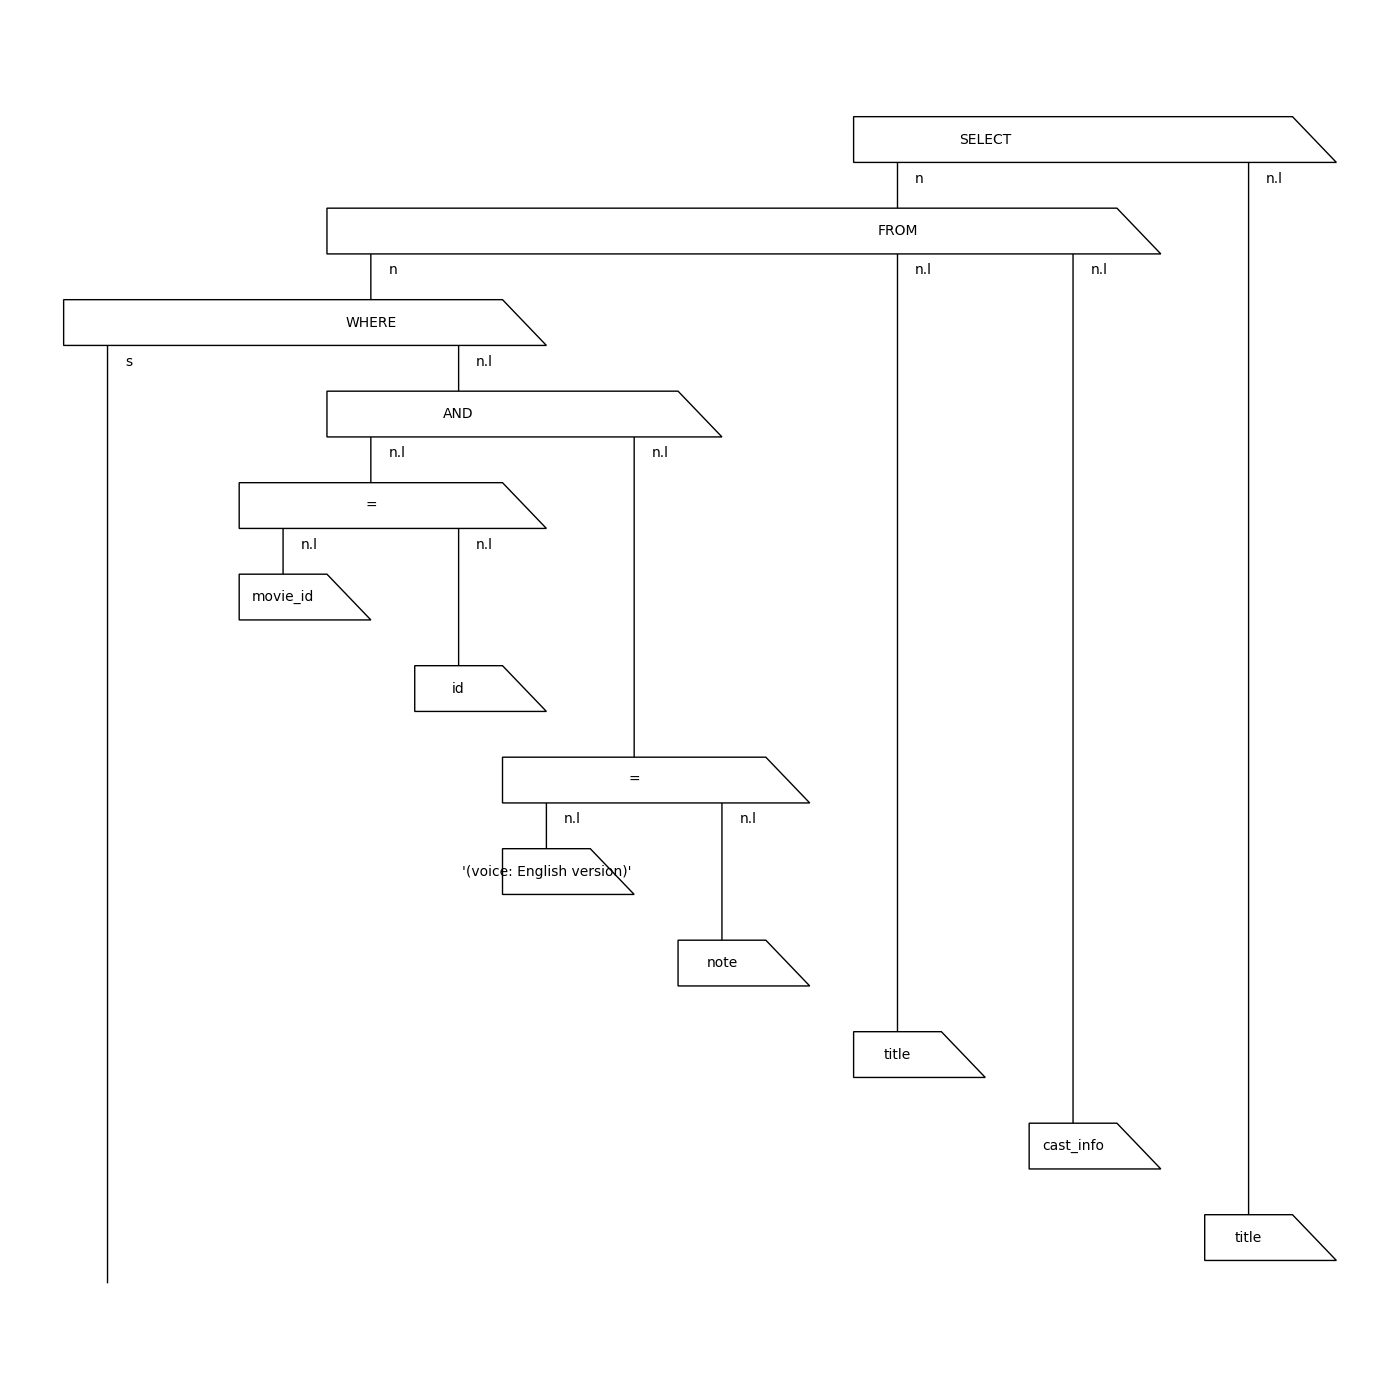 SELECT
n n.l
FROM
n n.l n.l
WHERE
s n.l
AND
n.l n.l
=
n.l n.l
movie_id
id
=
n.l n.l
'(voice: English version)'
note
title
cast_info
title